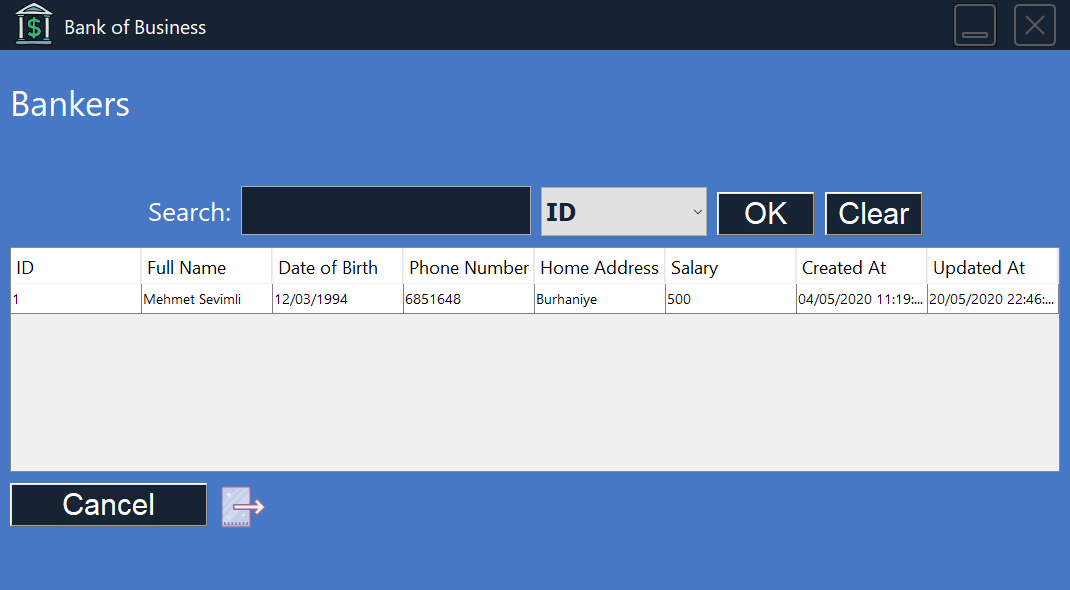 Bank of Business
Bankers
Search: ID OK Clear
ID Full Name Date of Birth Phone Number Home Address Salary Created At Updated At
1 Mehmet Sevimli 12/03/1994 6851648 Burhaniye 500 04/05/2020 11:19:... 20/05/2020 22:46:...
Cancel